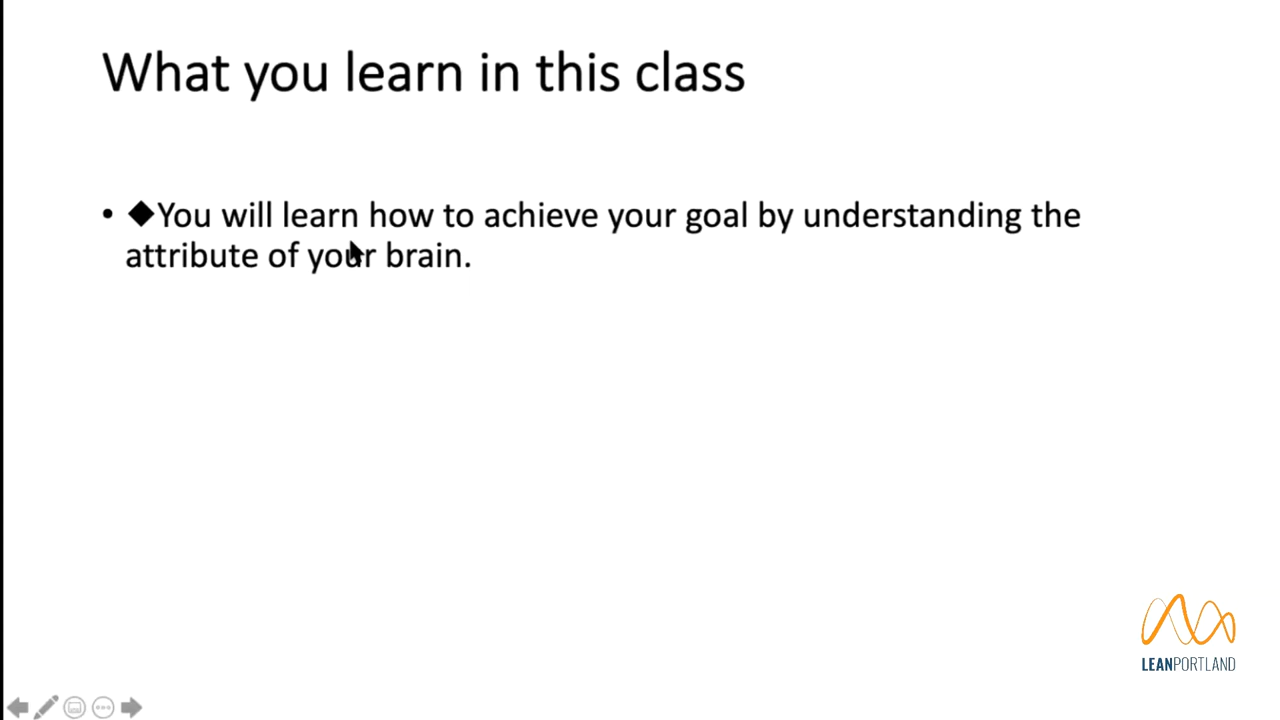 What you learn in this class
• ◆You will learn how to achieve your goal by understanding the
attribute of your brain.
LEANPORTLAND